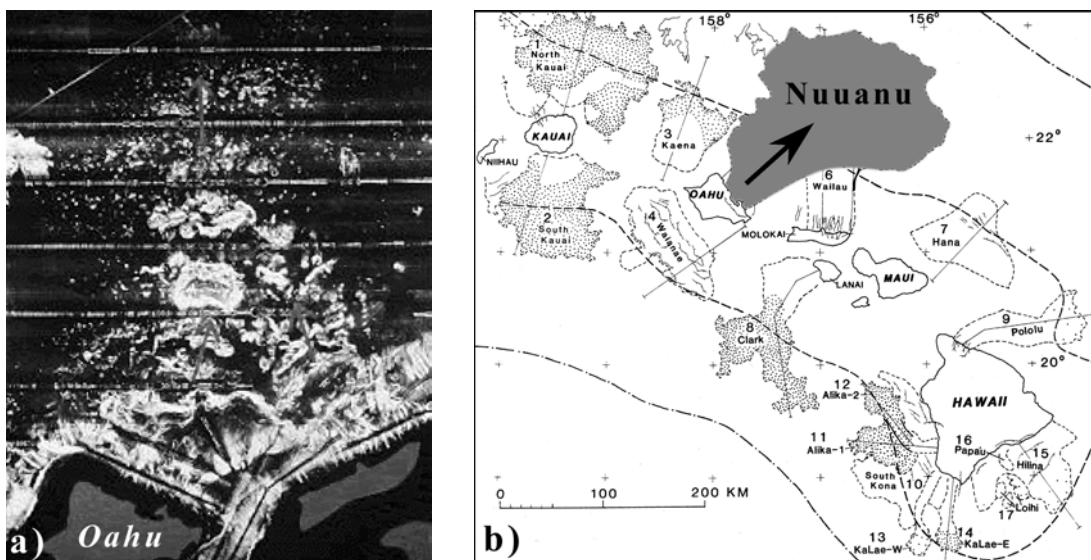 Oahu
a)
158°
156°
1
North
Kauai
Nuuanu
22°
KAUAI
3
Kaena
NIIHAU
6
Wailau
OAHU
2
South
Kauai
4
Waianae
MOLOKAI
7
Hana
LANAI
MAUI
9
Pololu
8
Clark
20°
12
Alika-2
HAWAII
11
Alika-1
16
Papau
15
Hilina
South
Kona
10
Loihi
17
0
100
200 KM
13
KaLae-W
14
KaLae-E
b)